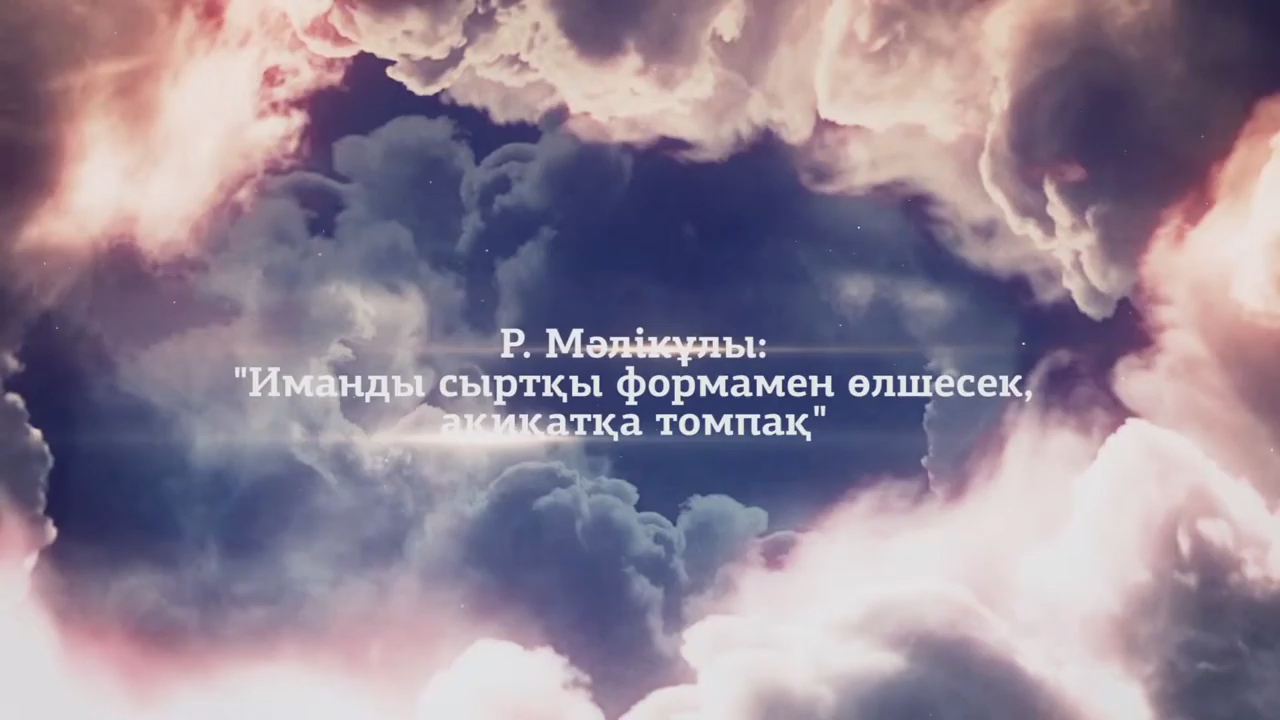 Р. Мәлікұлы:
"Иманды сыртқы формамен өлшесек,
ақиқатқа томпақ"